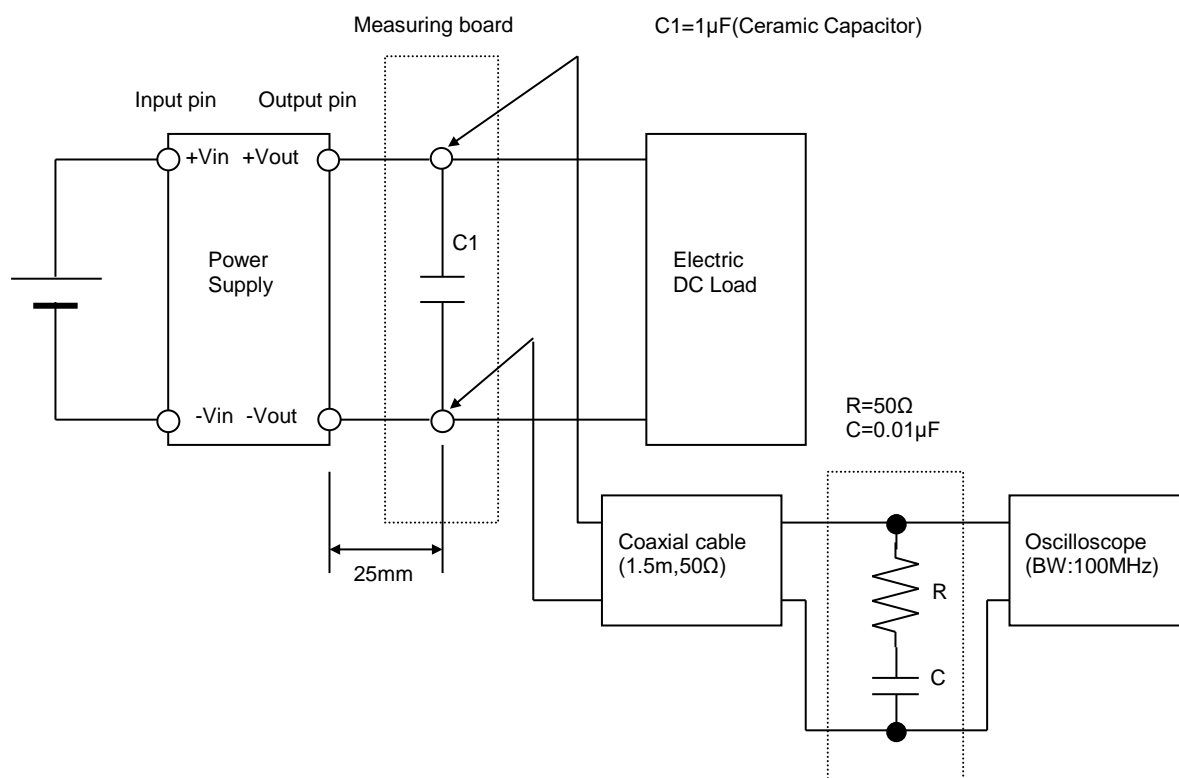 Measuring board
C1=1µF(Ceramic Capacitor)
Input pin
Output pin
+Vin +Vout
C1
Power
Supply
Electric
DC Load
-Vin -Vout
R=50Ω
C=0.01µF
25mm
Coaxial cable
(1.5m,50Ω)
R
C
Oscilloscope
(BW:100MHz)